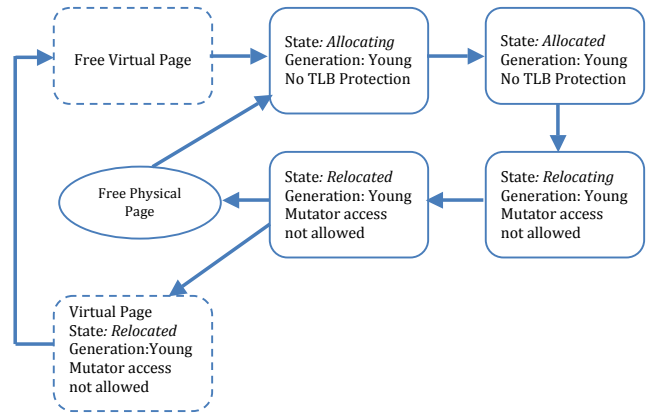 Free Virtual Page
State: Allocating
Generation: Young
No TLB Protection
State: Allocated
Generation: Young
No TLB Protection
Free Physical
Page
State: Relocated
Generation: Young
Mutator access
not allowed
State: Relocating
Generation: Young
Mutator access
not allowed
Virtual Page
State: Relocated
Generation:Young
Mutator access
not allowed